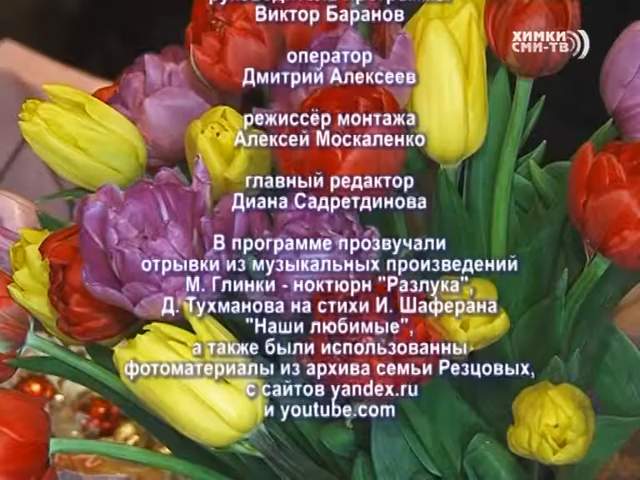 руководитель программы
Виктор Баранов
ХИМКИ
СМИ-ТВ
оператор
Дмитрий Алексеев
режиссёр монтажа
Алексей Москаленко
главный редактор
Диана Садретдинова
В программе прозвучали
отрывки из музыкальных произведений
М. Глинки - ноктюрн "Разлука",
Д. Тухманова на стихи И. Шаферана
"Наши любимые",
а также были использованны
фотоматериалы из архива семьи Резцовых,
с сайтов yandex.ru
и youtube.com